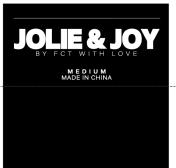 JOLIE & JOY
BY FCT WITH LOVE
MEDIUM
MADE IN CHINA